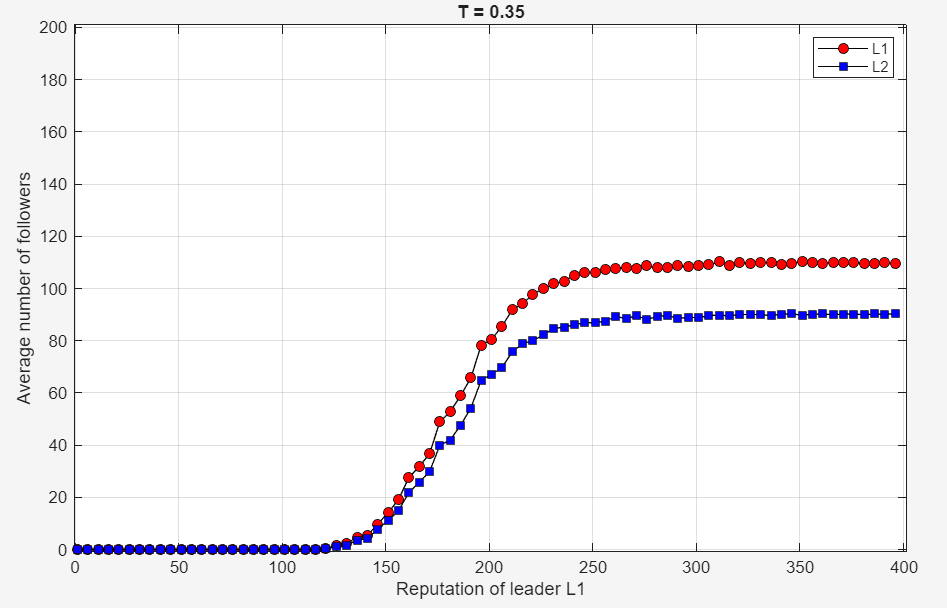 T = 0.35
200
180
160
140
120
100
80
60
40
20
0
Average number of followers
L1
L2
0 50 100 150 200 250 300 350 400
Reputation of leader L1